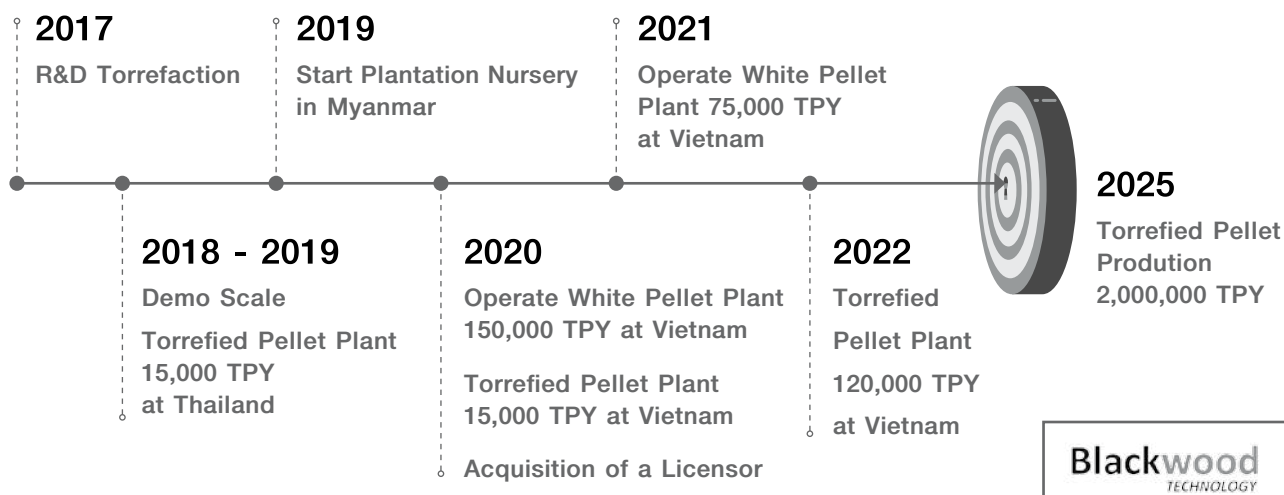 2017
R&D Torrefaction
2018 - 2019
Demo Scale
Torrefied Pellet Plant
15,000 TPY
at Thailand
2019
Start Plantation Nursery
in Myanmar
2020
Operate White Pellet Plant
150,000 TPY at Vietnam
Torrefied Pellet Plant
15,000 TPY at Vietnam
Acquisition of a Licensor
2021
Operate White Pellet
Plant 75,000 TPY
at Vietnam
2022
Torrefied
Pellet Plant
120,000 TPY
at Vietnam
2025
Torrefied Pellet
Prodution
2,000,000 TPY
Blackwood
TECHNOLOGY